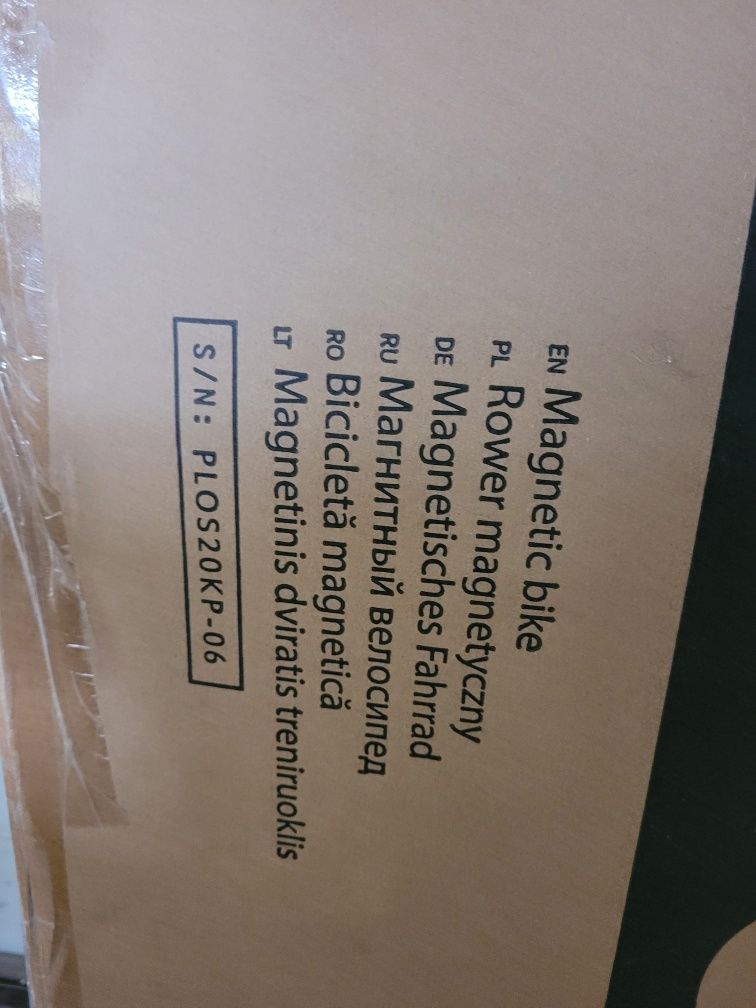 EN Magnetic bike
PL Rower magnetyczny
DE Magnetisches Fahrrad
RU Магнитный велосипед
RO Bicicletă magnetică
LT Magnetinis dviratis treniruoklis
S/N: PLOS20KP-06